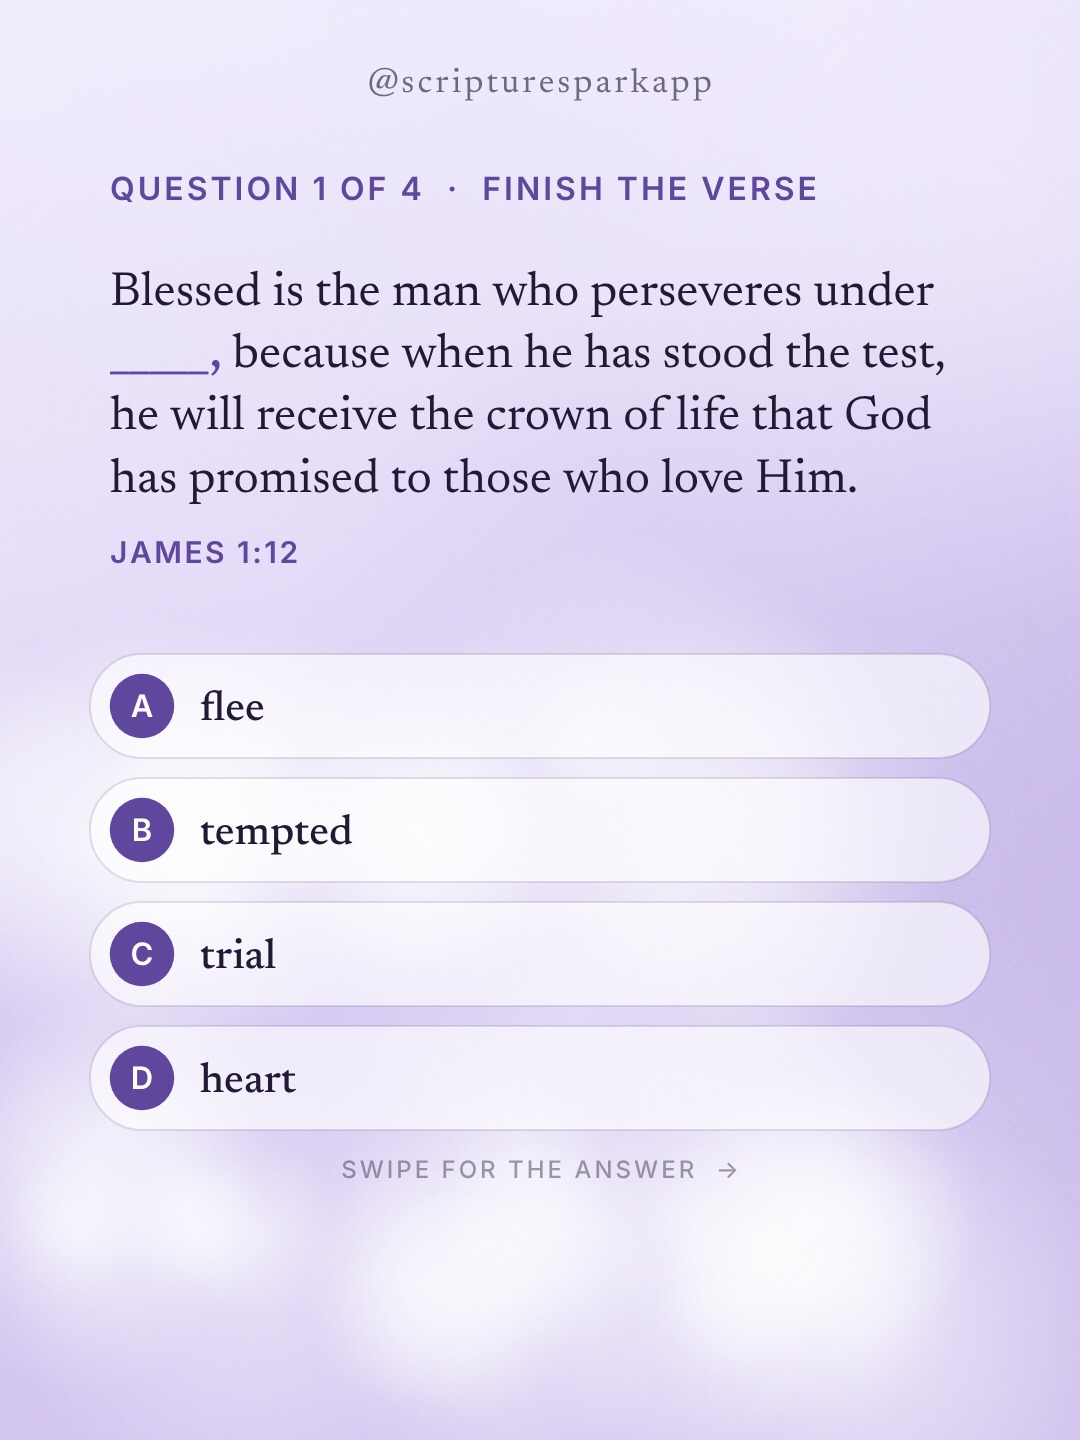 @scripturesparkapp
QUESTION 1 OF 4 · FINISH THE VERSE
Blessed is the man who perseveres under
_____, because when he has stood the test,
he will receive the crown of life that God
has promised to those who love Him.
JAMES 1:12
A flee
B tempted
C trial
D heart
SWIPE FOR THE ANSWER →